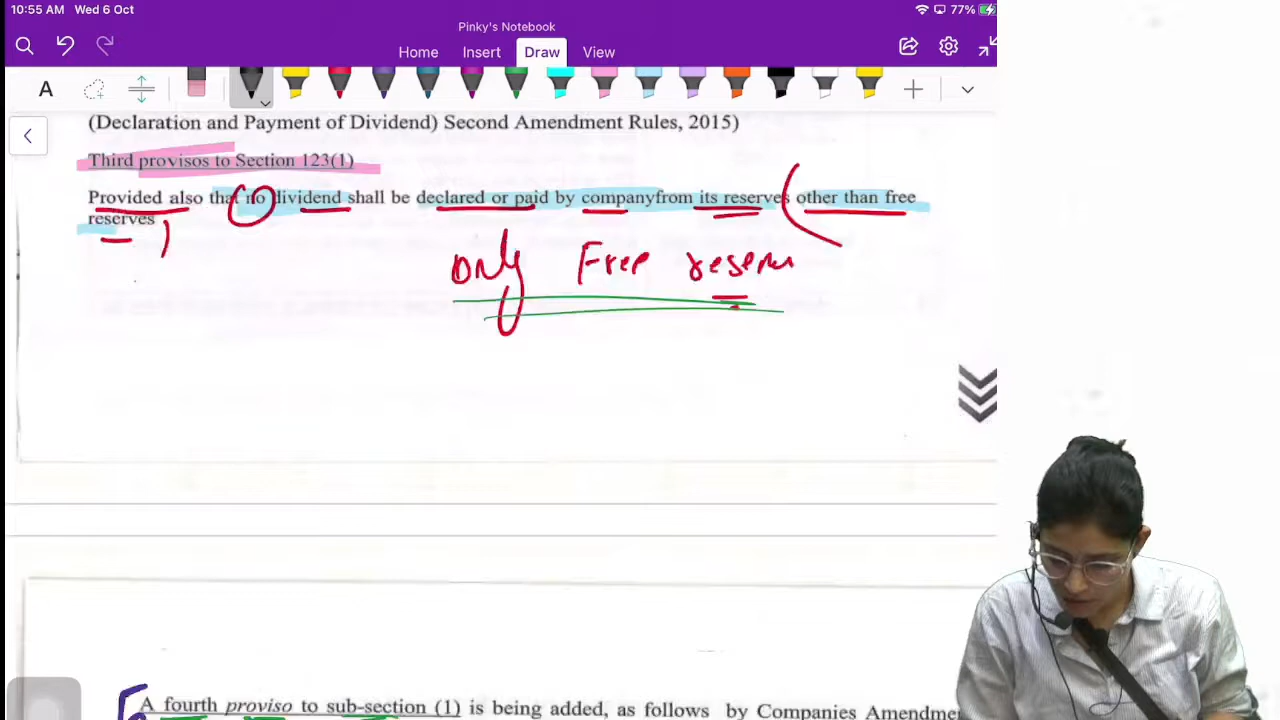 10:55 AM Wed 6 Oct
77%
Pinky's Notebook
Home Insert Draw View
A
(Declaration and Payment of Dividend) Second Amendment Rules, 2015)
Third provisos to Section 123(1)
Provided also that no dividend shall be declared or paid by companyfrom its reserves other than free
reserves
only Free
A fourth proviso to sub-section (1) is being added, as follows by Companies Amendmen